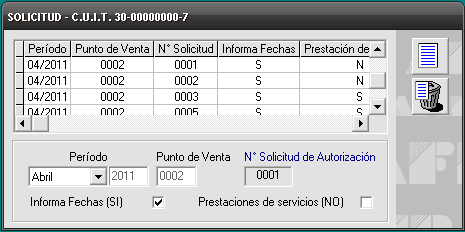 SOLICITUD - C.U.I.T. 30-00000000-7
Período Punto de Venta N° Solicitud Informa Fechas Prestación de
04/2011 0002 0001 S N
04/2011 0002 0002 S N
04/2011 0002 0003 S S
04/2011 0002 0005 S S
Período Punto de Venta N° Solicitud de Autorización
Abril 2011 0002 0001
Informa Fechas (SI) Prestaciones de servicios (NO)